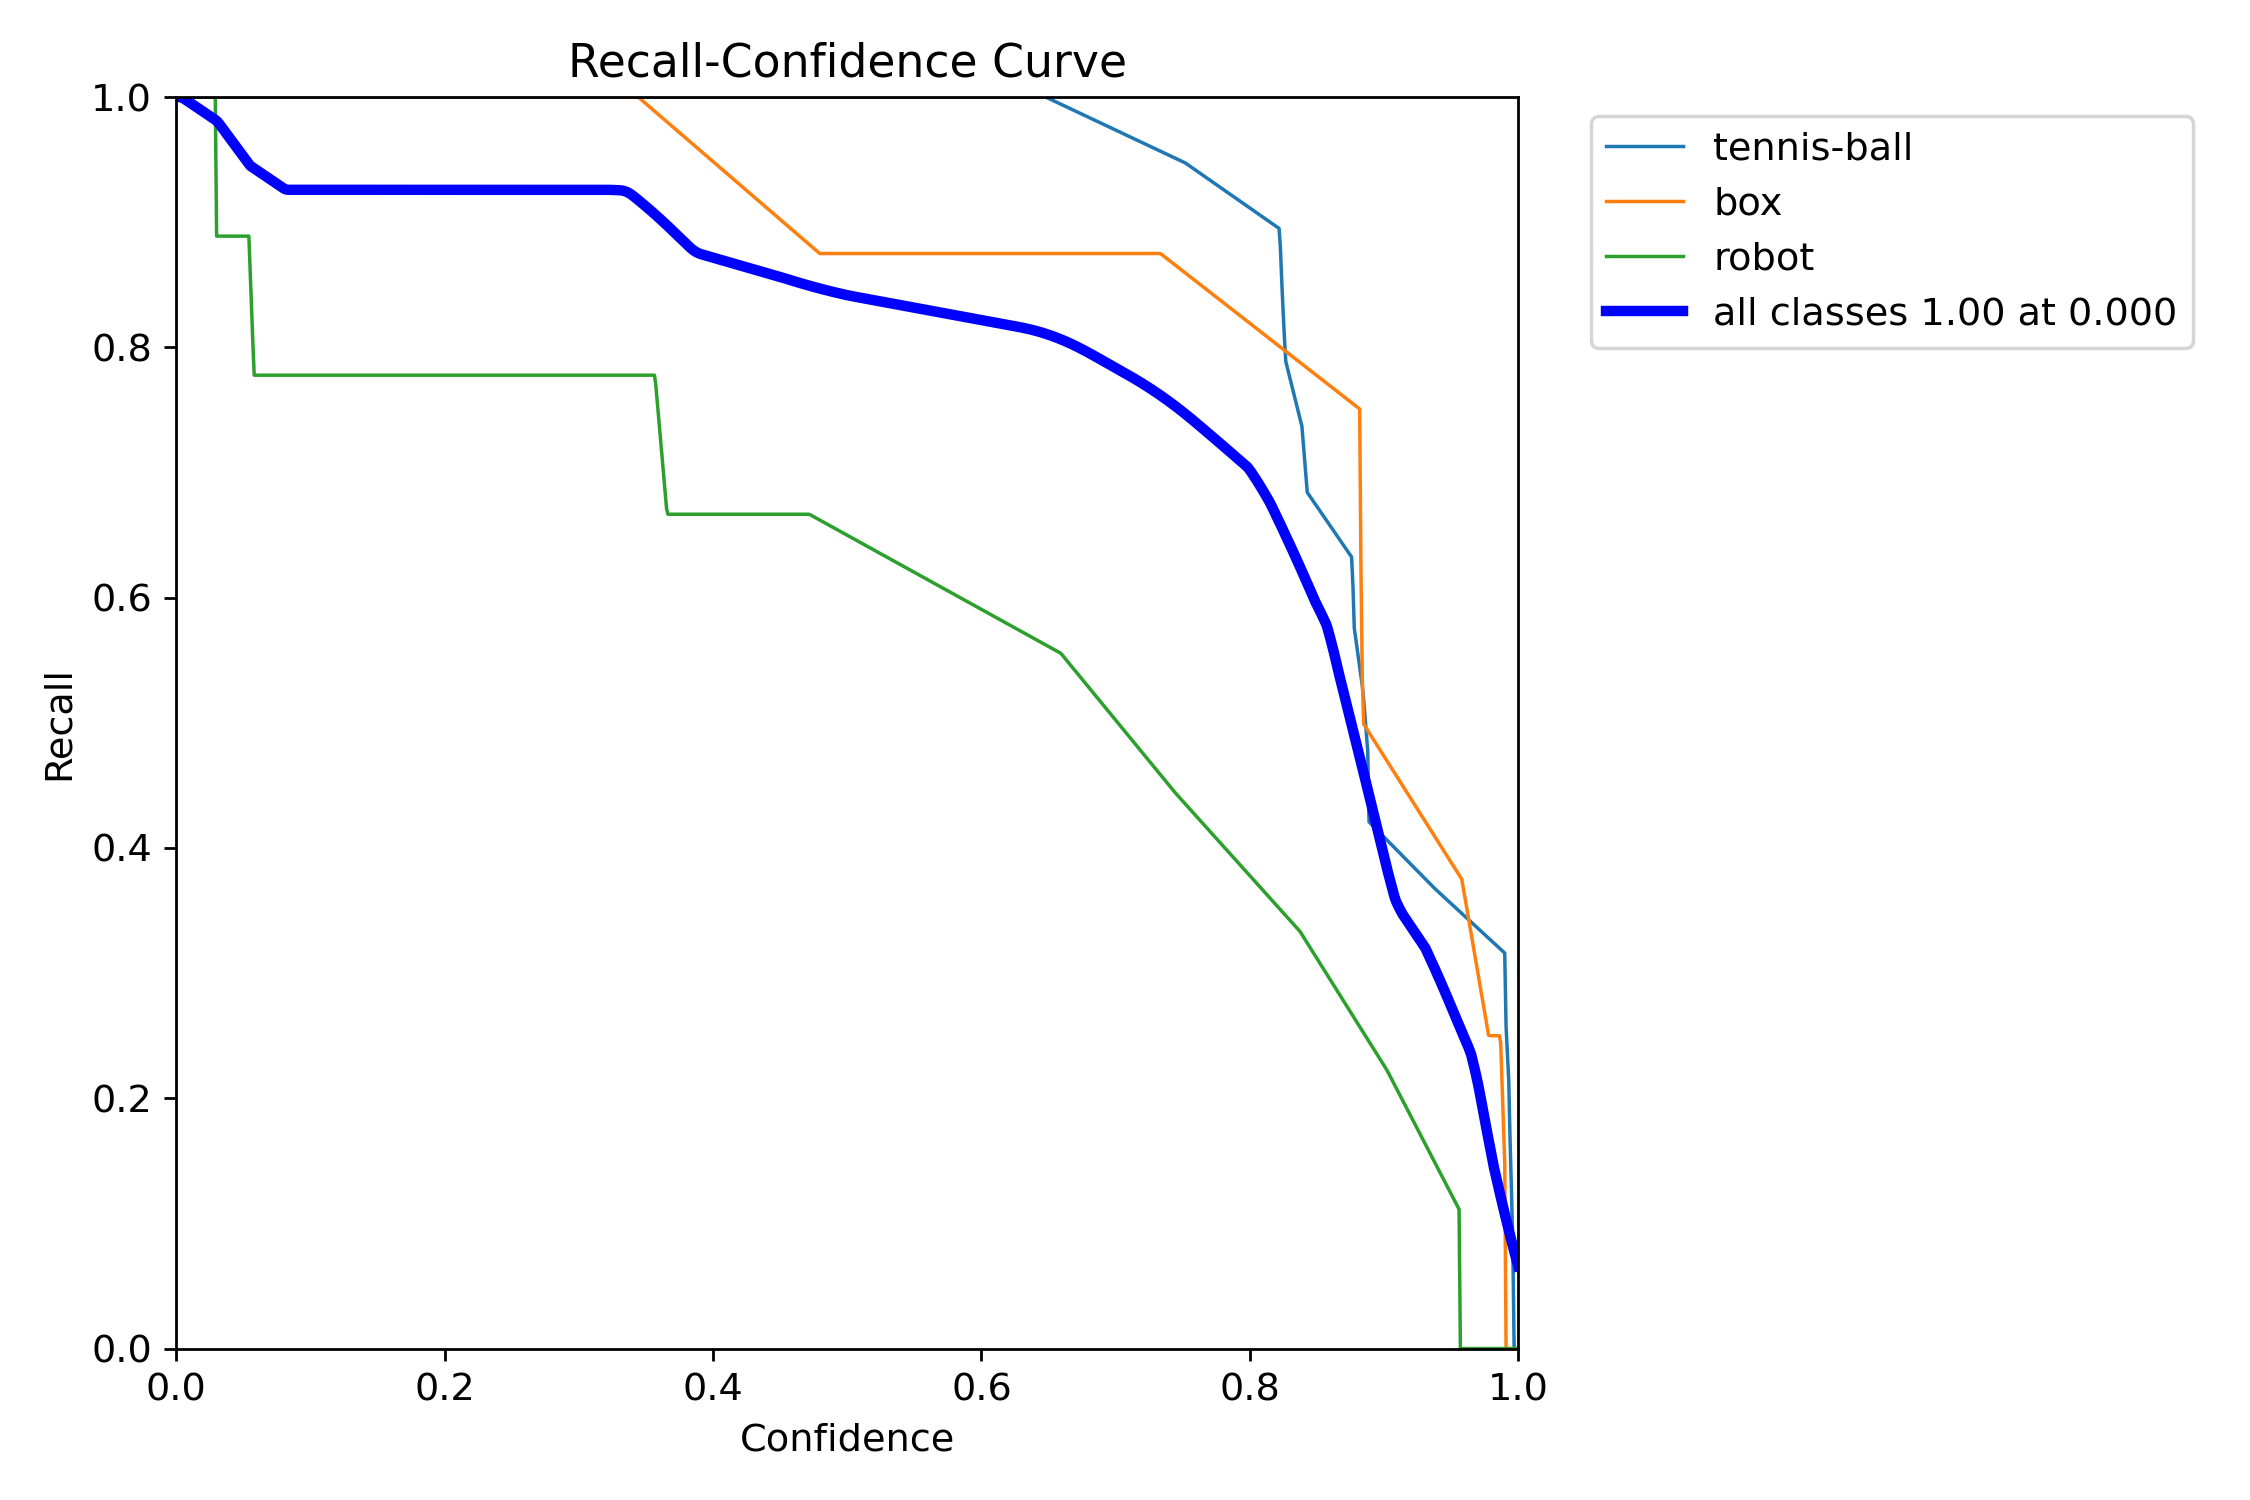 Recall-Confidence Curve
1.0
0.8
0.6
0.4
0.2
0.0
Recall
0.0 0.2 0.4 0.6 0.8 1.0
Confidence
tennis-ball
box
robot
all classes 1.00 at 0.000